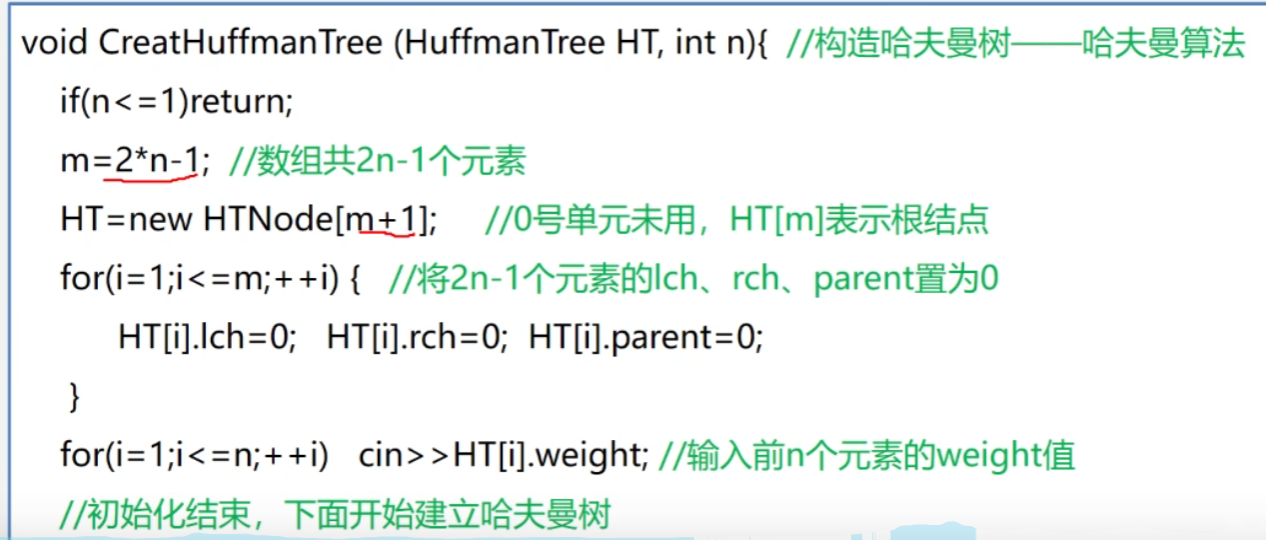 void CreatHuffmanTree (HuffmanTree HT, int n){ //构造哈夫曼树——哈夫曼算法
if(n<=1)return;
m=2*n-1; //数组共2n-1个元素
HT=new HTNode[m+1]; //0号单元未用，HT[m]表示根结点
for(i=1;i<=m;++i) { //将2n-1个元素的lch、rch、parent置为0
HT[i].lch=0; HT[i].rch=0; HT[i].parent=0;
}
for(i=1;i<=n;++i) cin>>HT[i].weight; //输入前n个元素的weight值
//初始化结束，下面开始建立哈夫曼树